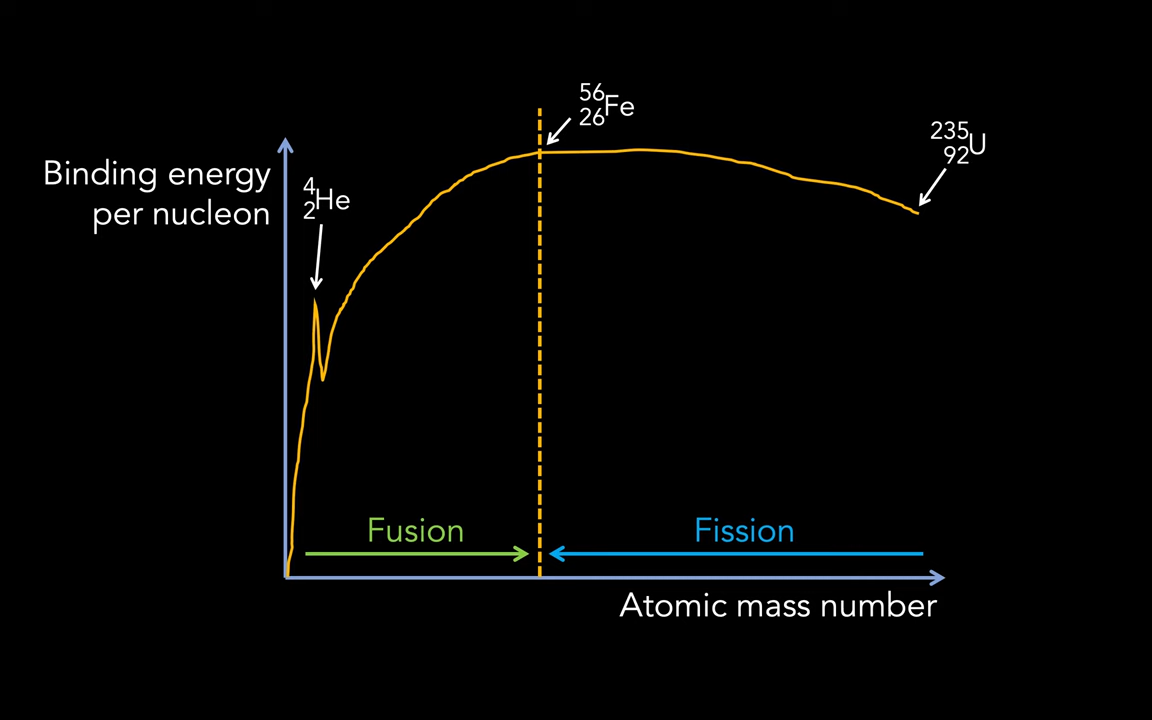 56
26Fe
235
92U
Binding energy
per nucleon
4
2He
Fusion
Fission
Atomic mass number